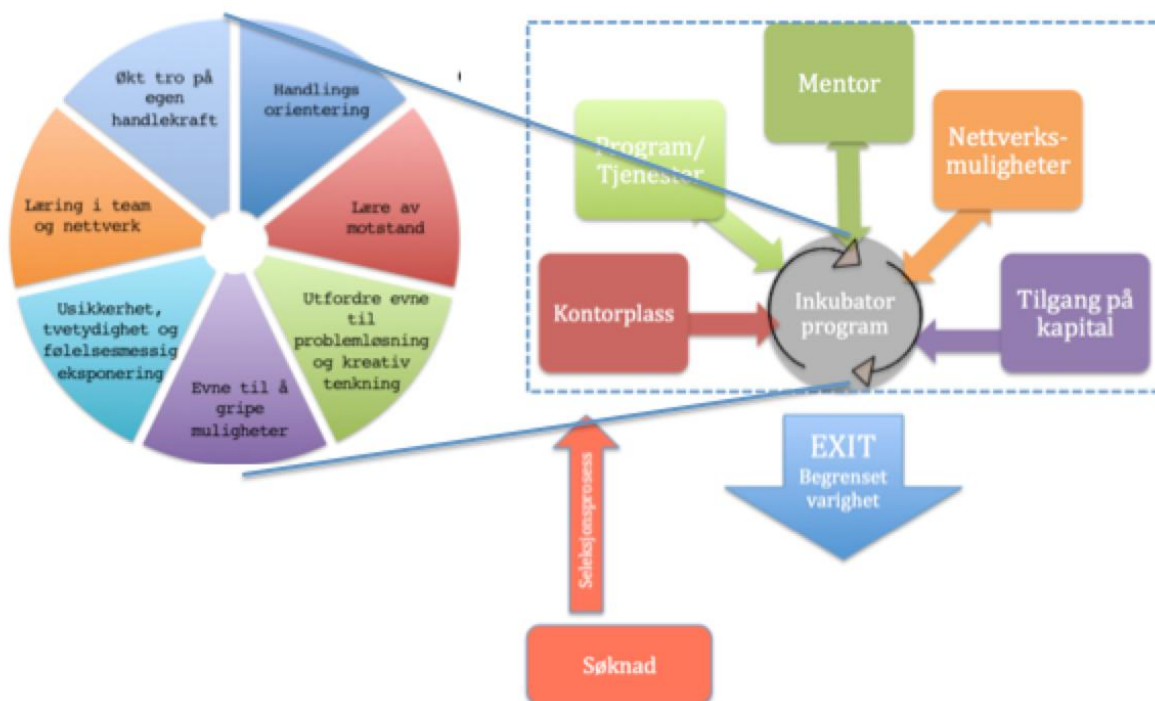 Økt tro på
egen
handlekraft
Handlings
orientering
Læring i team
og nettverk
Lære av
motstand
Usikkerhet,
tvetydighet og
følelsesmessig
eksponering
Utfordre evne
til
problemløsning
og kreativ
tenkning
Evne til å
gripe
muligheter
Mentor
Program/
Tjenester
Nettverks-
muligheter
Kontorplass
Inkubator
program
Tilgang på
kapital
EXIT
Begrenset
varighet
Seleksjonsprosess
Søknad